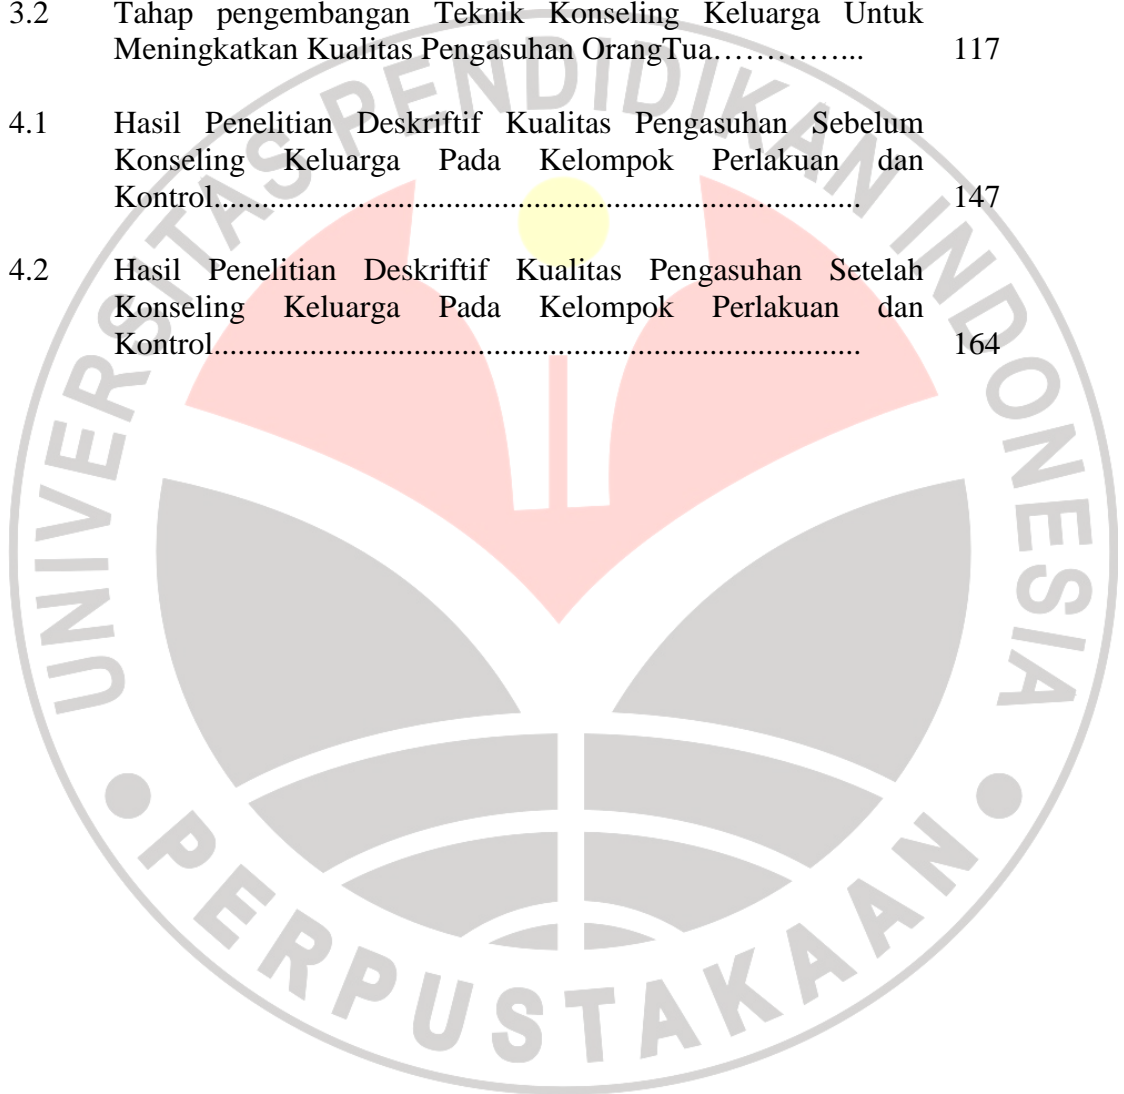 3.2 Tahap pengembangan Teknik Konseling Keluarga Untuk
Meningkatkan Kualitas Pengasuhan OrangTua…………... 117
4.1 Hasil Penelitian Deskriftif Kualitas Pengasuhan Sebelum
Konseling Keluarga Pada Kelompok Perlakuan dan
Kontrol................................................................................. 147
4.2 Hasil Penelitian Deskriftif Kualitas Pengasuhan Setelah
Konseling Keluarga Pada Kelompok Perlakuan dan
Kontrol................................................................................. 164
UNIVERSITAS PENDIDIKAN INDONESIA
PERPUSTAKAAN